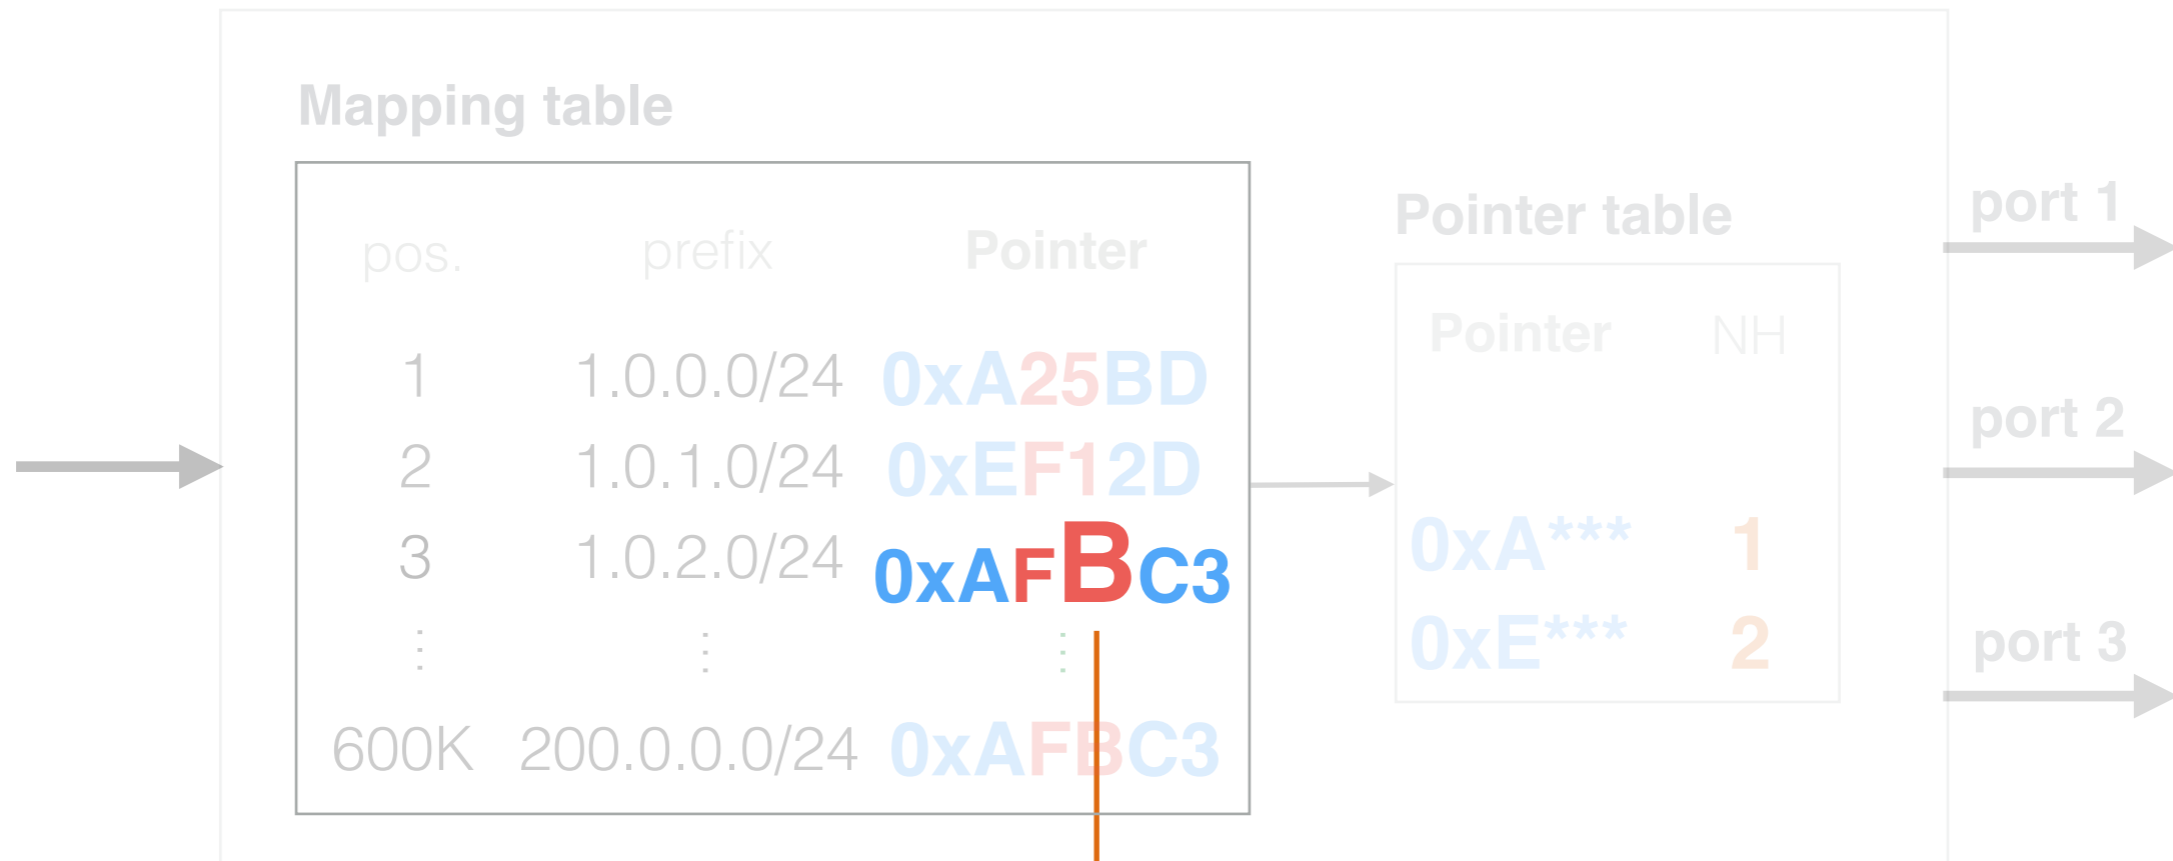 Mapping table
pos. prefix Pointer
1 1.0.0.0/24 0xA25BD
2 1.0.1.0/24 0xEF12D
3 1.0.2.0/24 0xAFBC3
⋮ ⋮ ⋮
600K 200.0.0.0/24 0xAFBC3
Pointer table
Pointer NH
0xA*** 1
0xE*** 2
port 1
port 2
port 3